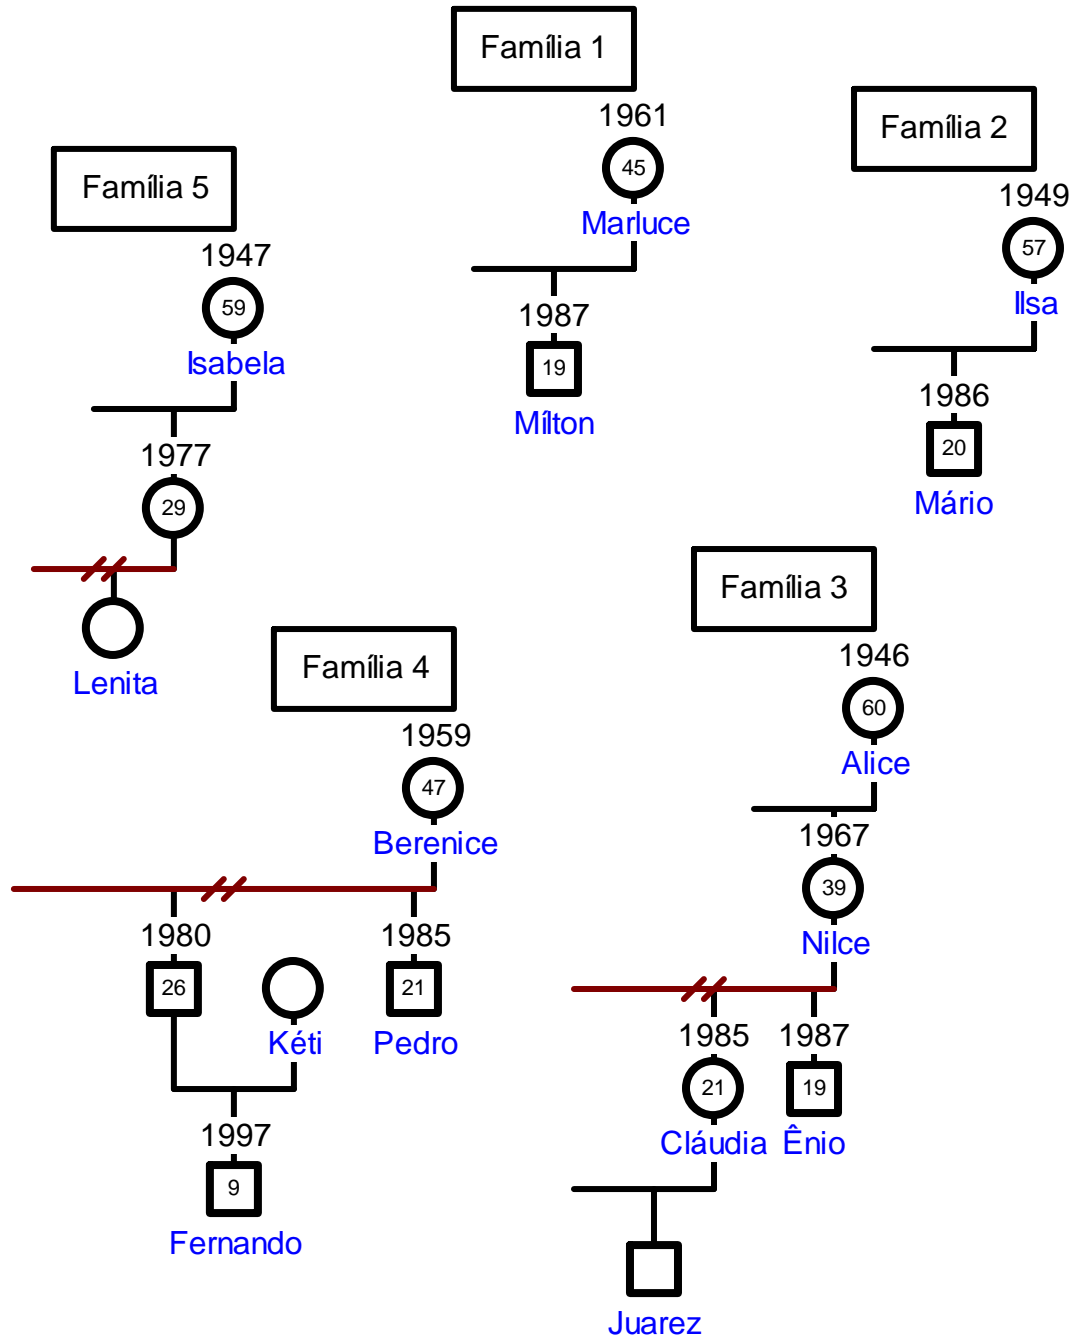 Família 1
1961
45
Marluce
1987
19
Mílton
Família 2
1949
57
Ilsa
1986
20
Mário
Família 5
1947
59
Isabela
1977
29
Lenita
Família 3
1946
60
Alice
1967
39
Nilce
1985 1987
21 19
Cláudia Ênio
Juarez
Família 4
1959
47
Berenice
1980 1985
26 21
Kéti Pedro
1997
9
Fernando